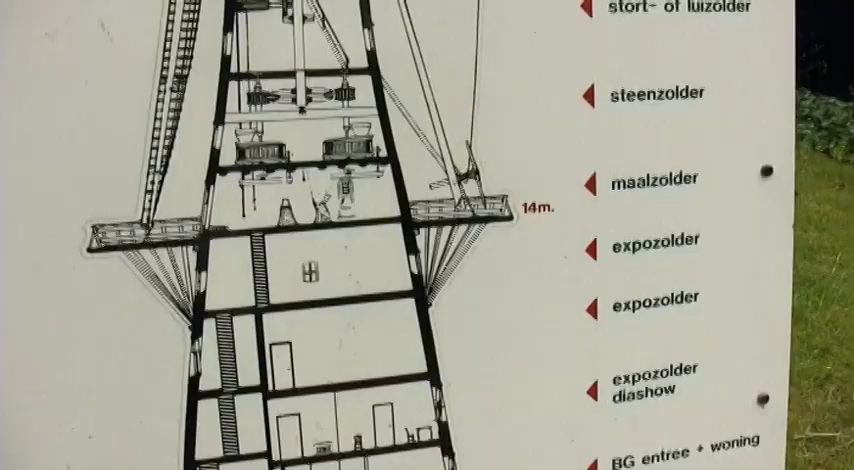 stort- of luizolder
steenzolder
maalzolder
14m.
expozolder
expozolder
expozolder
diashow
BG entree + woning